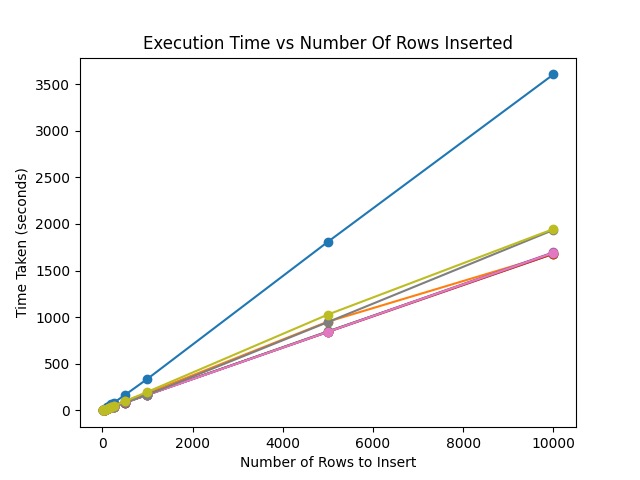 Execution Time vs Number Of Rows Inserted
3500
3000
2500
2000
1500
1000
500
0
Time Taken (seconds)
0 2000 4000 6000 8000 10000
Number of Rows to Insert